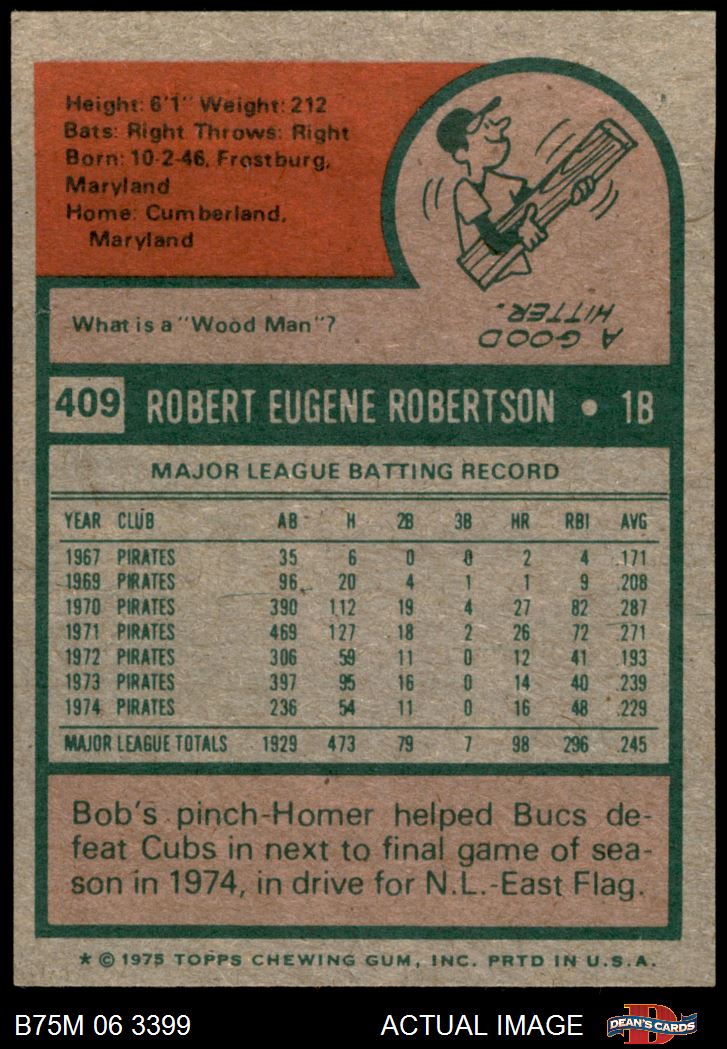 Height: 6'1" Weight: 212
Bats: Right Throws: Right
Born: 10-2-46, Frostburg,
Maryland
Home: Cumberland,
Maryland
What is a "Wood Man"?
A GOOD
HITTER.
409 ROBERT EUGENE ROBERTSON • 1B
MAJOR LEAGUE BATTING RECORD
YEAR CLUB AB H 2B 3B HR RBI AVG
1967 PIRATES 35 6 0 0 2 4 .171
1969 PIRATES 96 20 4 1 1 9 .208
1970 PIRATES 390 112 19 4 27 82 .287
1971 PIRATES 469 127 18 2 26 72 .271
1972 PIRATES 306 59 11 0 12 41 .193
1973 PIRATES 397 95 16 0 14 40 .239
1974 PIRATES 236 54 11 0 16 48 .229
MAJOR LEAGUE TOTALS 1929 473 79 7 98 296 .245
Bob's pinch-Homer helped Bucs de-
feat Cubs in next to final game of sea-
son in 1974, in drive for N.L.-East Flag.
* © 1975 TOPPS CHEWING GUM, INC. PRTD IN U.S.A.
B75M 06 3399 ACTUAL IMAGE D DEAN'S CARDS